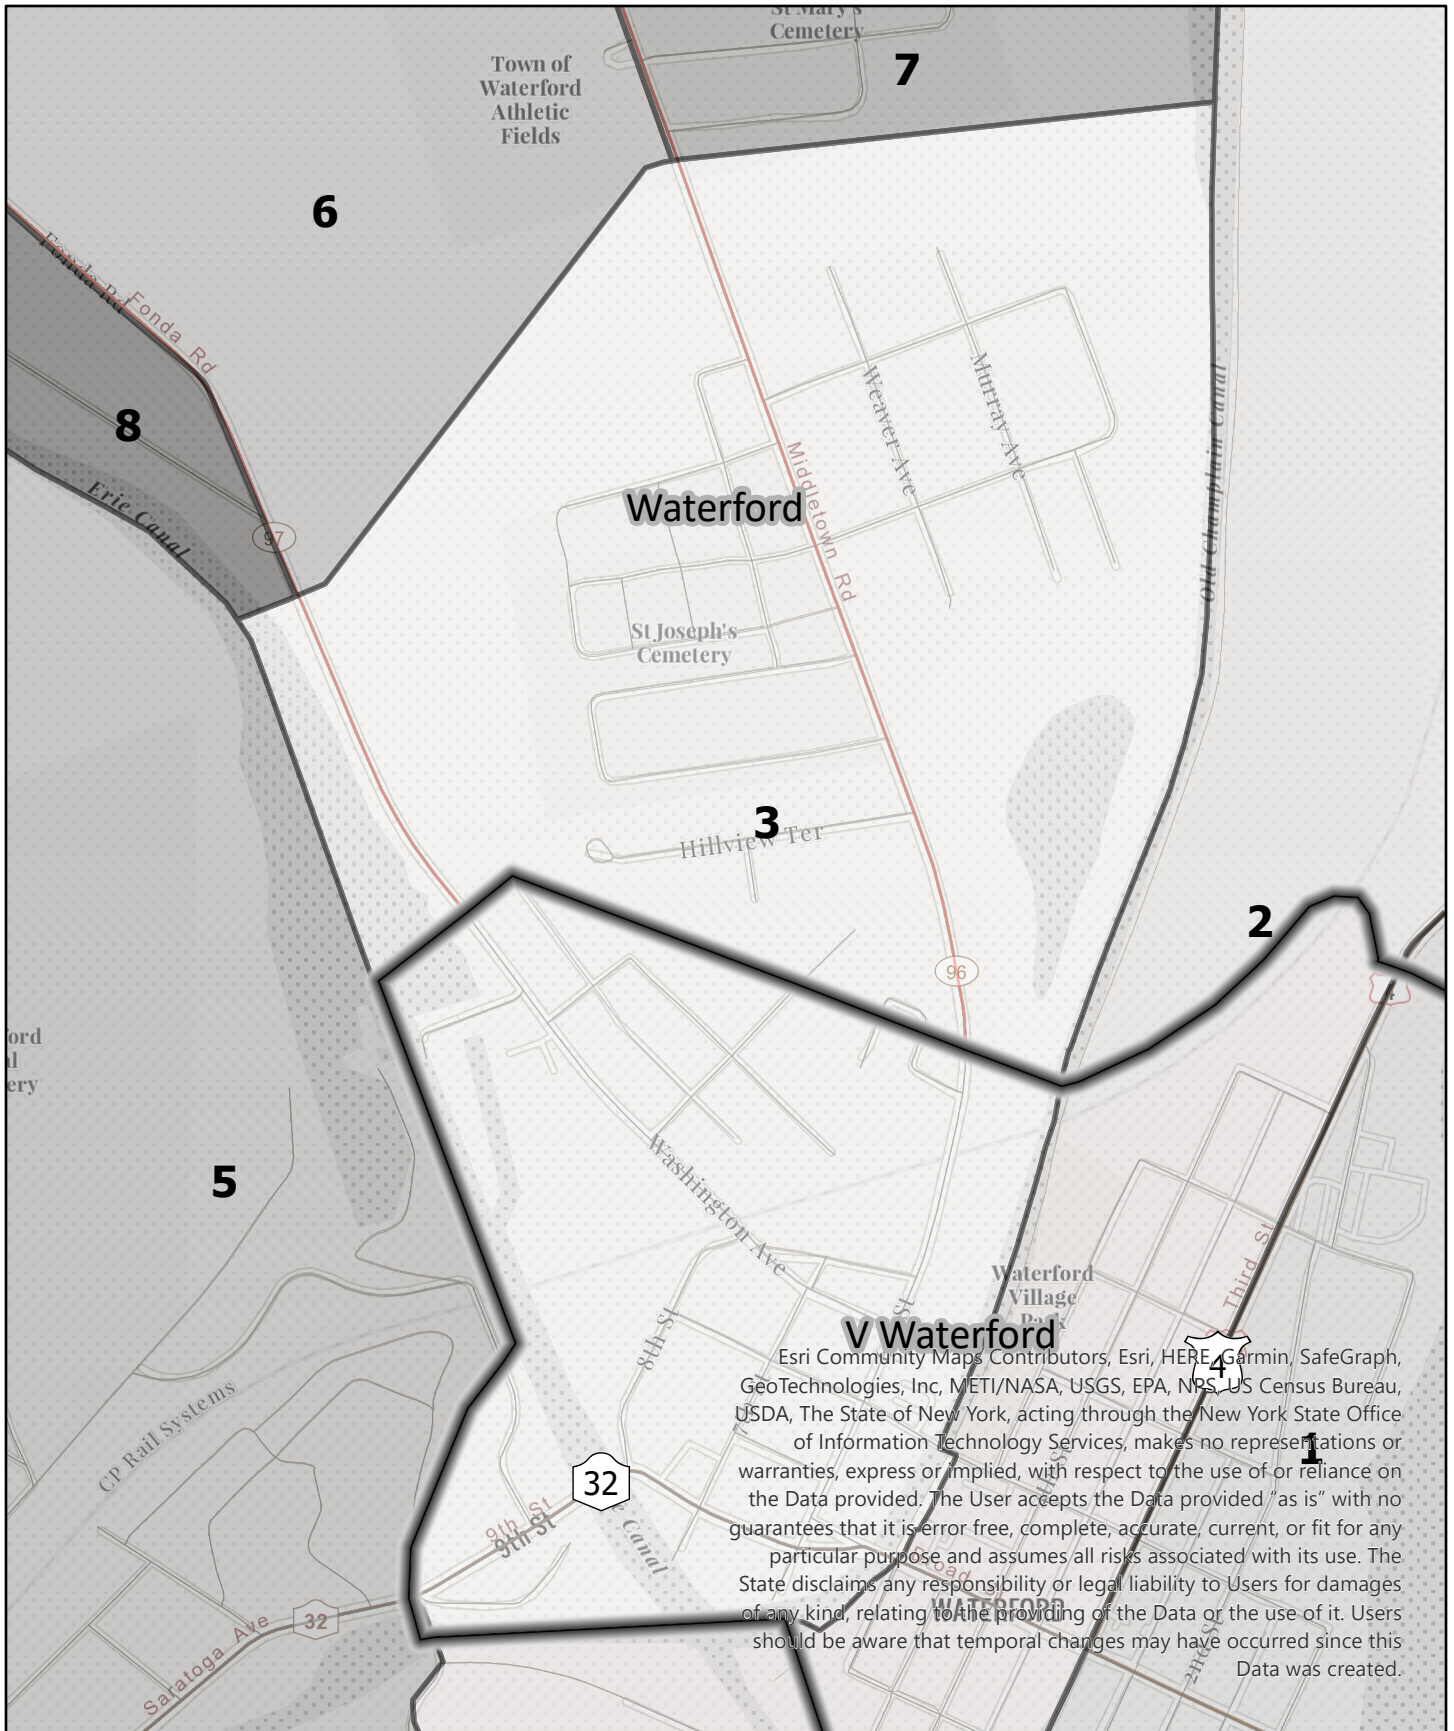 St Mary's
Cemetery
7
Town of
Waterford
Athletic
Fields
6
Fonda Rd
Fonda Rd
8
Erie Canal
97
Weaver Ave
Murray Ave
Middletown Rd
Waterford
Old Champlain Canal
St Joseph's
Cemetery
3
Hillview Ter
2
96
4
5
Washington Ave
Waterford
Village
Park
Third St
8th St
St
V Waterford
4
1
Esri Community Maps Contributors, Esri, HERE, Garmin, SafeGraph,
GeoTechnologies, Inc, METI/NASA, USGS, EPA, NPS, US Census Bureau,
USDA, The State of New York, acting through the New York State Office
of Information Technology Services, makes no representations or
warranties, express or implied, with respect to the use of or reliance on
the Data provided. The User accepts the Data provided “as is” with no
guarantees that it is error free, complete, accurate, current, or fit for any
particular purpose and assumes all risks associated with its use. The
State disclaims any responsibility or legal liability to Users for damages
of any kind, relating to the providing of the Data or the use of it. Users
should be aware that temporal changes may have occurred since this
Data was created.
CP Rail Systems
32
9th St
9th St
Canal
Broad
WATERFORD
32
Saratoga Ave
2nd St